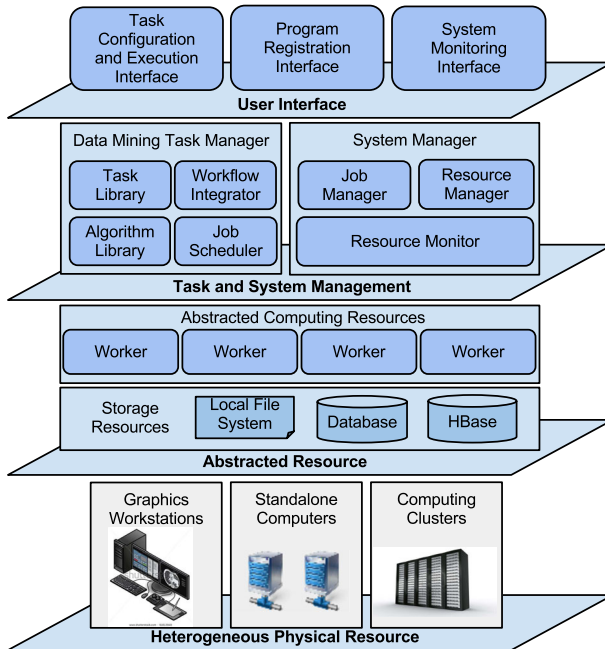 Task
Configuration
and Execution
Interface
Program
Registration
Interface
System
Monitoring
Interface
User Interface
Data Mining Task Manager
Task
Library
Workflow
Integrator
Algorithm
Library
Job
Scheduler
System Manager
Job
Manager
Resource
Manager
Resource Monitor
Task and System Management
Abstracted Computing Resources
Worker
Worker
Worker
Worker
Storage
Resources
Local File
System
Database
HBase
Abstracted Resource
Graphics
Workstations
Standalone
Computers
Computing
Clusters
Heterogeneous Physical Resource